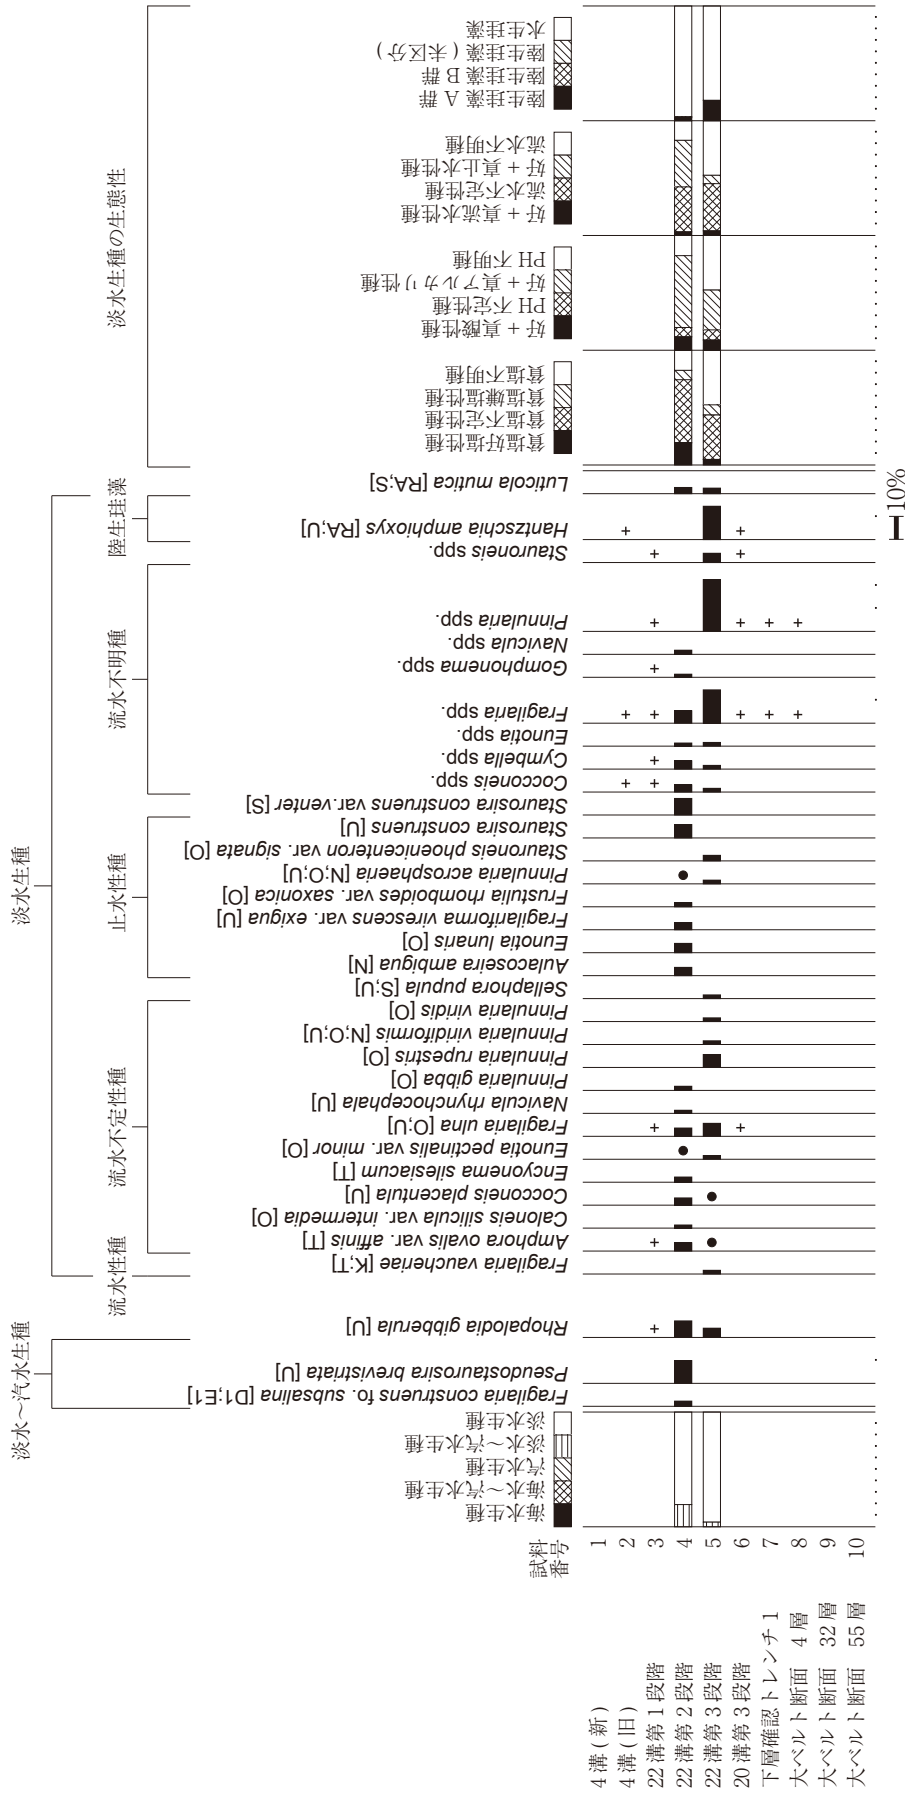 淡水〜汽水生種
淡水生種
流水性種
流水不定性種
止水性種
流水不明種
陸生珪藻
淡水生種の生態性
試料
番号
海水生種
海水〜汽水生種
汽水生種
淡水〜汽水生種
淡水生種
Fragilaria construens fo. subsalina [D1;E1]
Pseudostaurosira brevistriata [U]
Rhopalodia gibberula [U]
Fragilaria vaucheriae [K;T]
Amphora ovalis var. affinis [T]
Caloneis silicula var. intermedia [O]
Cocconeis placentula [U]
Encyonema silesiacum [T]
Eunotia pectinalis var. minor [O]
Fragilaria ulna [O;U]
Navicula rhynchocephala [U]
Pinnularia gibba [O]
Pinnularia rupestris [O]
Pinnularia viridiformis [N;O;U]
Pinnularia viridis [O]
Sellaphora pupula [S;U]
Aulacoseira ambigua [N]
Eunotia lunaris [O]
Fragilariforma virescens var. exigua [U]
Frustulia rhomboides var. saxonica [O]
Pinnularia acrosphaeria [N;O;U]
Stauroneis phoenicenteron var. signata [O]
Staurosira construens [U]
Staurosira construens var.venter [S]
Cocconeis spp.
Cymbella spp.
Eunotia spp.
Fragilaria spp.
Gomphonema spp.
Navicula spp.
Pinnularia spp.
Stauroneis spp.
Hantzschia amphioxys [RA;U]
Luticola mutica [RA;S]
貧塩好塩性種
貧塩不定性種
貧塩嫌塩性種
貧塩不明種
好+真酸性種
PH 不定性種
好+真アルカリ性種
PH 不明種
好+真流水性種
流水不定性種
好+真止水性種
流水不明種
陸生珪藻 A 群
陸生珪藻 B 群
陸生珪藻 (未区分)
水生珪藻
4溝(新) 1
4溝(旧) 2
22溝第1段階 3
22溝第2段階 4
22溝第3段階 5
20溝第3段階 6
下層確認トレンチ1 7
大ベルト断面 4層 8
大ベルト断面 32層 9
大ベルト断面 55層 10
10%